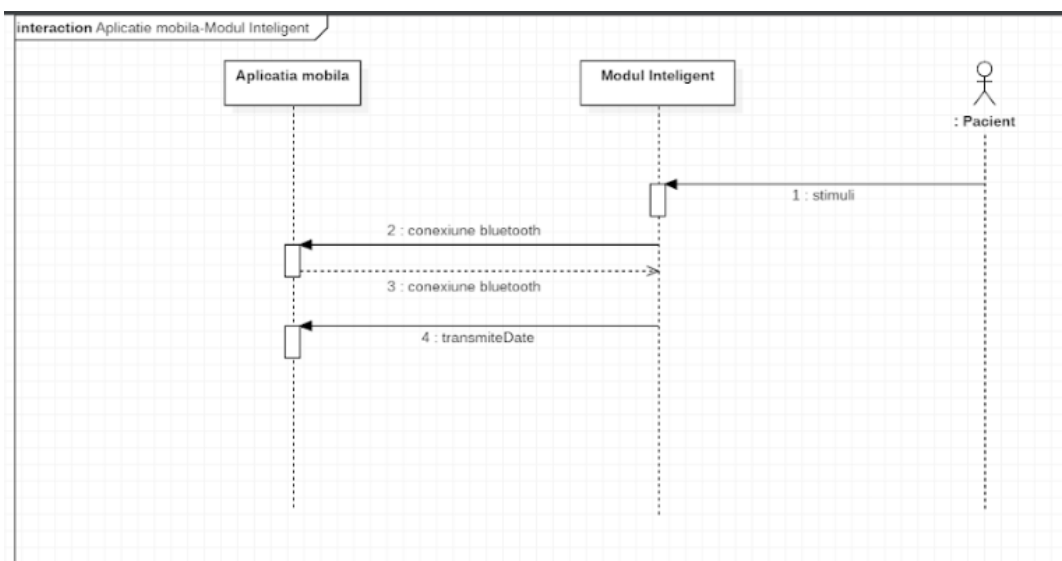 interaction Aplicatie mobila-Modul Inteligent
Aplicatia mobila
Modul Inteligent
: Pacient
1 : stimuli
2 : conexiune bluetooth
3 : conexiune bluetooth
4 : transmiteDate